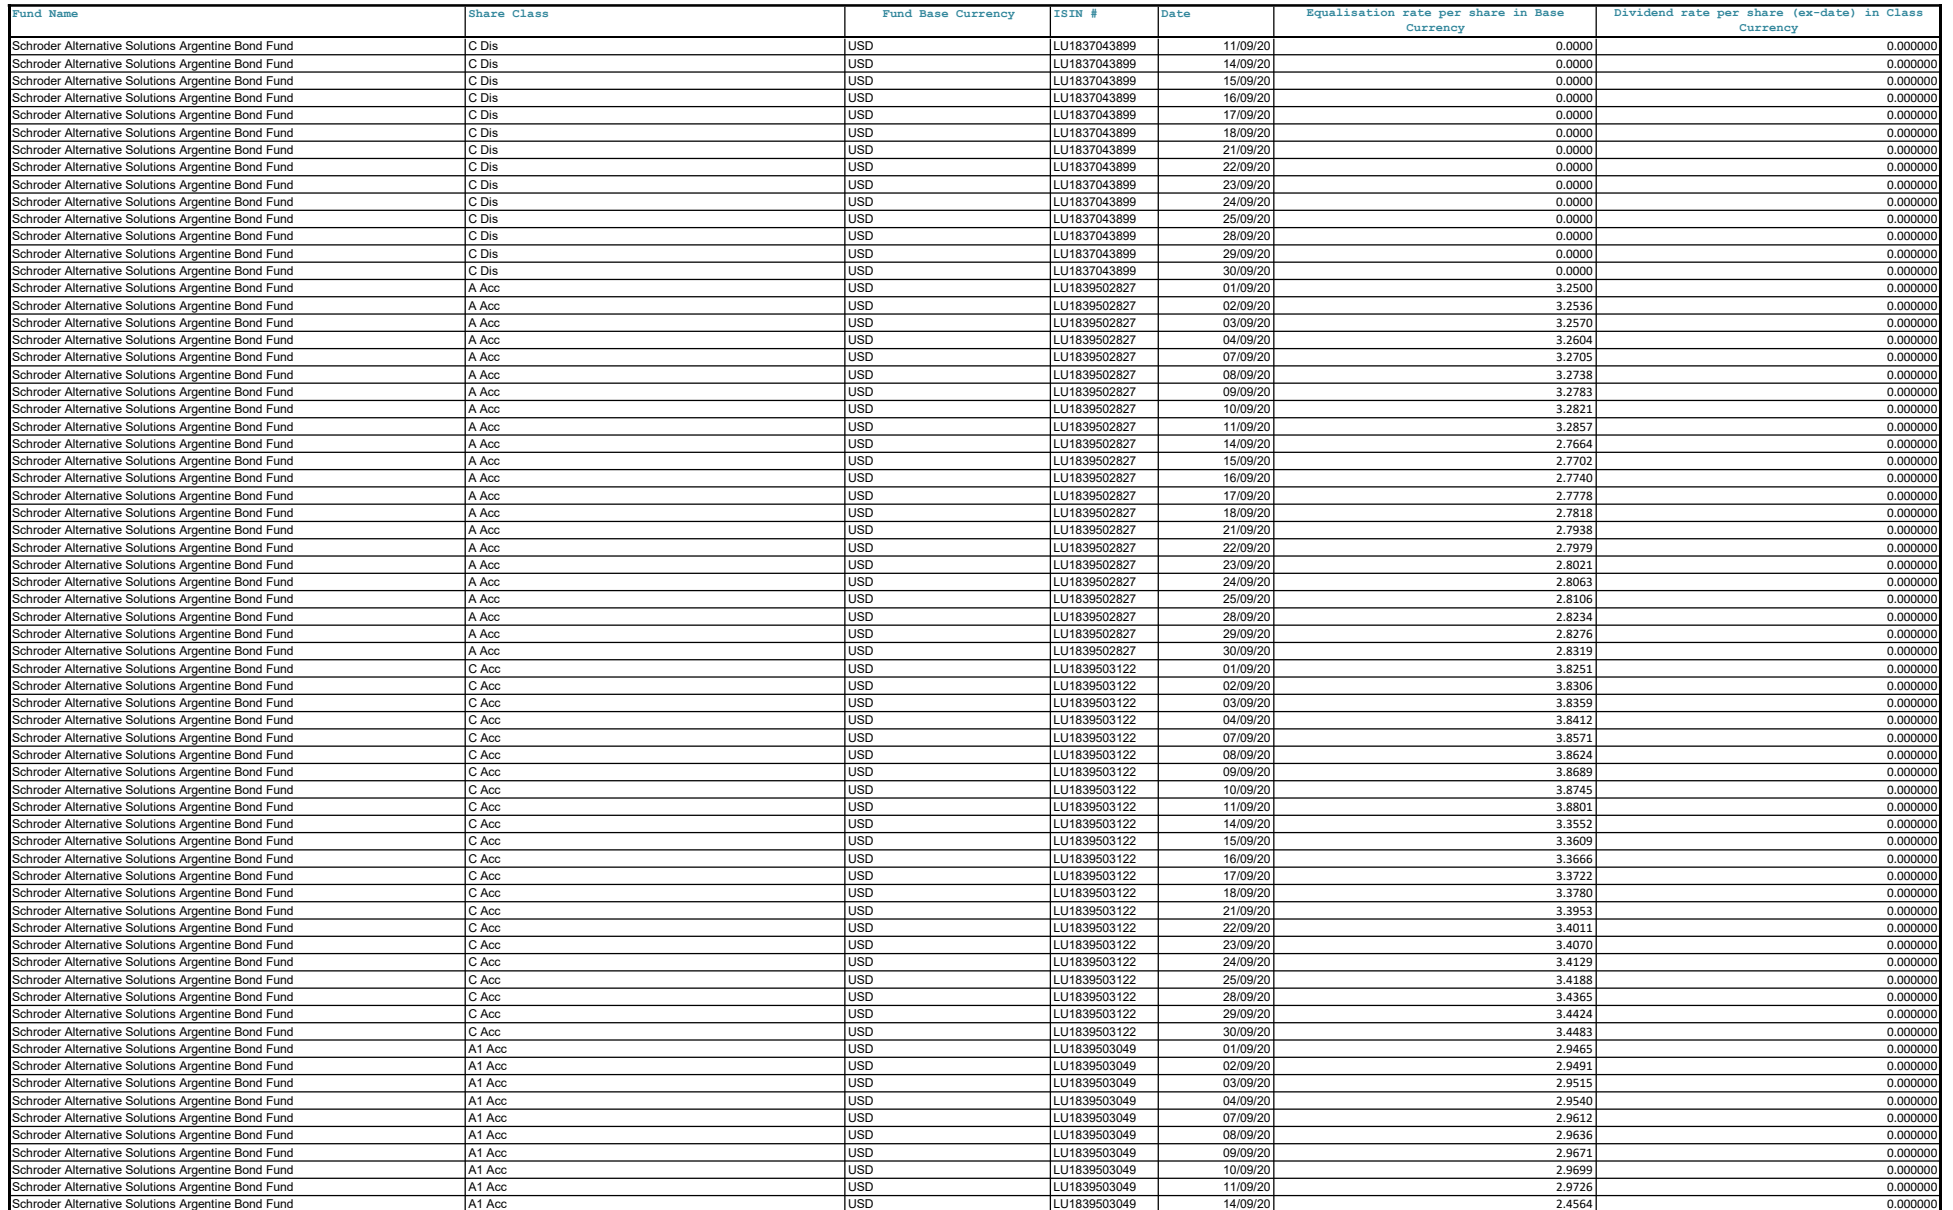 Fund Name Share Class Fund Base Currency ISIN # Date Equalisation rate per share in Base Currency Dividend rate per share (ex-date) in Class Currency
Schroder Alternative Solutions Argentine Bond Fund C Dis USD LU1837043899 11/09/20 0.0000 0.000000
Schroder Alternative Solutions Argentine Bond Fund C Dis USD LU1837043899 14/09/20 0.0000 0.000000
Schroder Alternative Solutions Argentine Bond Fund C Dis USD LU1837043899 15/09/20 0.0000 0.000000
Schroder Alternative Solutions Argentine Bond Fund C Dis USD LU1837043899 16/09/20 0.0000 0.000000
Schroder Alternative Solutions Argentine Bond Fund C Dis USD LU1837043899 17/09/20 0.0000 0.000000
Schroder Alternative Solutions Argentine Bond Fund C Dis USD LU1837043899 18/09/20 0.0000 0.000000
Schroder Alternative Solutions Argentine Bond Fund C Dis USD LU1837043899 21/09/20 0.0000 0.000000
Schroder Alternative Solutions Argentine Bond Fund C Dis USD LU1837043899 22/09/20 0.0000 0.000000
Schroder Alternative Solutions Argentine Bond Fund C Dis USD LU1837043899 23/09/20 0.0000 0.000000
Schroder Alternative Solutions Argentine Bond Fund C Dis USD LU1837043899 24/09/20 0.0000 0.000000
Schroder Alternative Solutions Argentine Bond Fund C Dis USD LU1837043899 25/09/20 0.0000 0.000000
Schroder Alternative Solutions Argentine Bond Fund C Dis USD LU1837043899 28/09/20 0.0000 0.000000
Schroder Alternative Solutions Argentine Bond Fund C Dis USD LU1837043899 29/09/20 0.0000 0.000000
Schroder Alternative Solutions Argentine Bond Fund C Dis USD LU1837043899 30/09/20 0.0000 0.000000
Schroder Alternative Solutions Argentine Bond Fund A Acc USD LU1839502827 01/09/20 3.2500 0.000000
Schroder Alternative Solutions Argentine Bond Fund A Acc USD LU1839502827 02/09/20 3.2536 0.000000
Schroder Alternative Solutions Argentine Bond Fund A Acc USD LU1839502827 03/09/20 3.2570 0.000000
Schroder Alternative Solutions Argentine Bond Fund A Acc USD LU1839502827 04/09/20 3.2604 0.000000
Schroder Alternative Solutions Argentine Bond Fund A Acc USD LU1839502827 07/09/20 3.2705 0.000000
Schroder Alternative Solutions Argentine Bond Fund A Acc USD LU1839502827 08/09/20 3.2738 0.000000
Schroder Alternative Solutions Argentine Bond Fund A Acc USD LU1839502827 09/09/20 3.2783 0.000000
Schroder Alternative Solutions Argentine Bond Fund A Acc USD LU1839502827 10/09/20 3.2821 0.000000
Schroder Alternative Solutions Argentine Bond Fund A Acc USD LU1839502827 11/09/20 3.2857 0.000000
Schroder Alternative Solutions Argentine Bond Fund A Acc USD LU1839502827 14/09/20 2.7664 0.000000
Schroder Alternative Solutions Argentine Bond Fund A Acc USD LU1839502827 15/09/20 2.7702 0.000000
Schroder Alternative Solutions Argentine Bond Fund A Acc USD LU1839502827 16/09/20 2.7740 0.000000
Schroder Alternative Solutions Argentine Bond Fund A Acc USD LU1839502827 17/09/20 2.7778 0.000000
Schroder Alternative Solutions Argentine Bond Fund A Acc USD LU1839502827 18/09/20 2.7818 0.000000
Schroder Alternative Solutions Argentine Bond Fund A Acc USD LU1839502827 21/09/20 2.7938 0.000000
Schroder Alternative Solutions Argentine Bond Fund A Acc USD LU1839502827 22/09/20 2.7979 0.000000
Schroder Alternative Solutions Argentine Bond Fund A Acc USD LU1839502827 23/09/20 2.8021 0.000000
Schroder Alternative Solutions Argentine Bond Fund A Acc USD LU1839502827 24/09/20 2.8063 0.000000
Schroder Alternative Solutions Argentine Bond Fund A Acc USD LU1839502827 25/09/20 2.8106 0.000000
Schroder Alternative Solutions Argentine Bond Fund A Acc USD LU1839502827 28/09/20 2.8234 0.000000
Schroder Alternative Solutions Argentine Bond Fund A Acc USD LU1839502827 29/09/20 2.8276 0.000000
Schroder Alternative Solutions Argentine Bond Fund A Acc USD LU1839502827 30/09/20 2.8319 0.000000
Schroder Alternative Solutions Argentine Bond Fund C Acc USD LU1839503122 01/09/20 3.8251 0.000000
Schroder Alternative Solutions Argentine Bond Fund C Acc USD LU1839503122 02/09/20 3.8306 0.000000
Schroder Alternative Solutions Argentine Bond Fund C Acc USD LU1839503122 03/09/20 3.8359 0.000000
Schroder Alternative Solutions Argentine Bond Fund C Acc USD LU1839503122 04/09/20 3.8412 0.000000
Schroder Alternative Solutions Argentine Bond Fund C Acc USD LU1839503122 07/09/20 3.8571 0.000000
Schroder Alternative Solutions Argentine Bond Fund C Acc USD LU1839503122 08/09/20 3.8624 0.000000
Schroder Alternative Solutions Argentine Bond Fund C Acc USD LU1839503122 09/09/20 3.8689 0.000000
Schroder Alternative Solutions Argentine Bond Fund C Acc USD LU1839503122 10/09/20 3.8745 0.000000
Schroder Alternative Solutions Argentine Bond Fund C Acc USD LU1839503122 11/09/20 3.8801 0.000000
Schroder Alternative Solutions Argentine Bond Fund C Acc USD LU1839503122 14/09/20 3.3552 0.000000
Schroder Alternative Solutions Argentine Bond Fund C Acc USD LU1839503122 15/09/20 3.3609 0.000000
Schroder Alternative Solutions Argentine Bond Fund C Acc USD LU1839503122 16/09/20 3.3666 0.000000
Schroder Alternative Solutions Argentine Bond Fund C Acc USD LU1839503122 17/09/20 3.3722 0.000000
Schroder Alternative Solutions Argentine Bond Fund C Acc USD LU1839503122 18/09/20 3.3780 0.000000
Schroder Alternative Solutions Argentine Bond Fund C Acc USD LU1839503122 21/09/20 3.3953 0.000000
Schroder Alternative Solutions Argentine Bond Fund C Acc USD LU1839503122 22/09/20 3.4011 0.000000
Schroder Alternative Solutions Argentine Bond Fund C Acc USD LU1839503122 23/09/20 3.4070 0.000000
Schroder Alternative Solutions Argentine Bond Fund C Acc USD LU1839503122 24/09/20 3.4129 0.000000
Schroder Alternative Solutions Argentine Bond Fund C Acc USD LU1839503122 25/09/20 3.4188 0.000000
Schroder Alternative Solutions Argentine Bond Fund C Acc USD LU1839503122 28/09/20 3.4365 0.000000
Schroder Alternative Solutions Argentine Bond Fund C Acc USD LU1839503122 29/09/20 3.4424 0.000000
Schroder Alternative Solutions Argentine Bond Fund C Acc USD LU1839503122 30/09/20 3.4483 0.000000
Schroder Alternative Solutions Argentine Bond Fund A1 Acc USD LU1839503049 01/09/20 2.9465 0.000000
Schroder Alternative Solutions Argentine Bond Fund A1 Acc USD LU1839503049 02/09/20 2.9491 0.000000
Schroder Alternative Solutions Argentine Bond Fund A1 Acc USD LU1839503049 03/09/20 2.9515 0.000000
Schroder Alternative Solutions Argentine Bond Fund A1 Acc USD LU1839503049 04/09/20 2.9540 0.000000
Schroder Alternative Solutions Argentine Bond Fund A1 Acc USD LU1839503049 07/09/20 2.9612 0.000000
Schroder Alternative Solutions Argentine Bond Fund A1 Acc USD LU1839503049 08/09/20 2.9636 0.000000
Schroder Alternative Solutions Argentine Bond Fund A1 Acc USD LU1839503049 09/09/20 2.9671 0.000000
Schroder Alternative Solutions Argentine Bond Fund A1 Acc USD LU1839503049 10/09/20 2.9699 0.000000
Schroder Alternative Solutions Argentine Bond Fund A1 Acc USD LU1839503049 11/09/20 2.9726 0.000000
Schroder Alternative Solutions Argentine Bond Fund A1 Acc USD LU1839503049 14/09/20 2.4564 0.000000